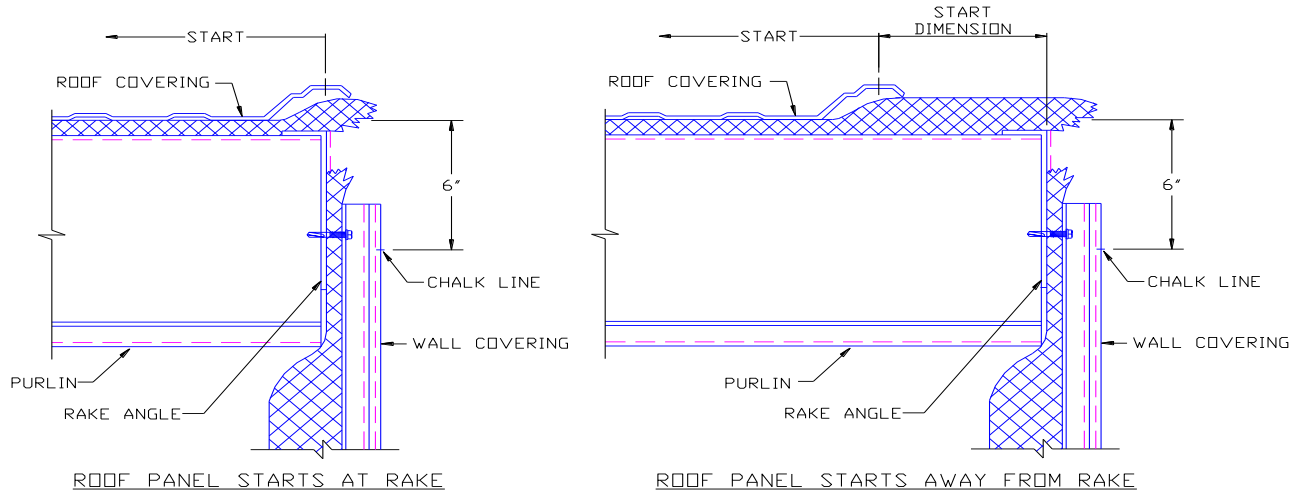 START
ROOF COVERING
6"
CHALK LINE
WALL COVERING
PURLIN
RAKE ANGLE
ROOF PANEL STARTS AT RAKE
START
DIMENSION
START
ROOF COVERING
6"
CHALK LINE
WALL COVERING
PURLIN
RAKE ANGLE
ROOF PANEL STARTS AWAY FROM RAKE